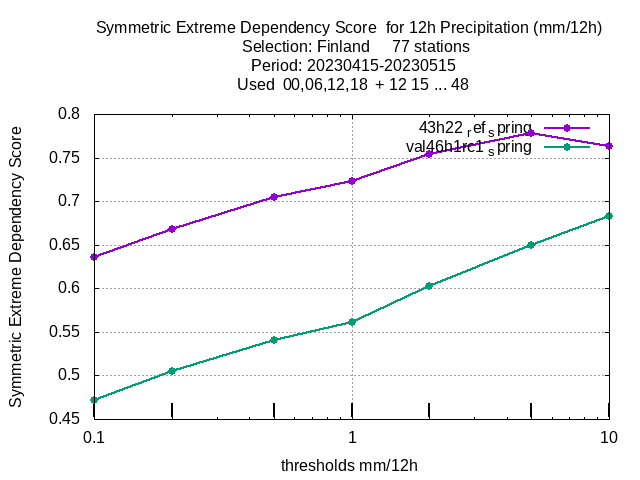 Symmetric Extreme Dependency Score  for 12h Precipitation (mm/12h)
Selection: Finland     77 stations
Period: 20230415-20230515
Used  00,06,12,18  + 12 15 ... 48
Symmetric Extreme Dependency Score
0.8
0.75
0.7
0.65
0.6
0.55
0.5
0.45
43h22 ref spring
val46h1rc1 spring
0.1
1
10
thresholds mm/12h